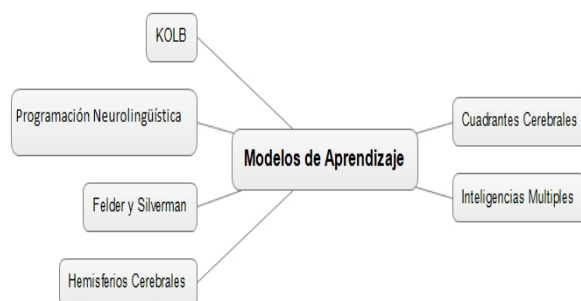 KOLB
Programación Neurolingüística
Felder y Silverman
Hemisferios Cerebrales
Modelos de Aprendizaje
Cuadrantes Cerebrales
Inteligencias Multiples